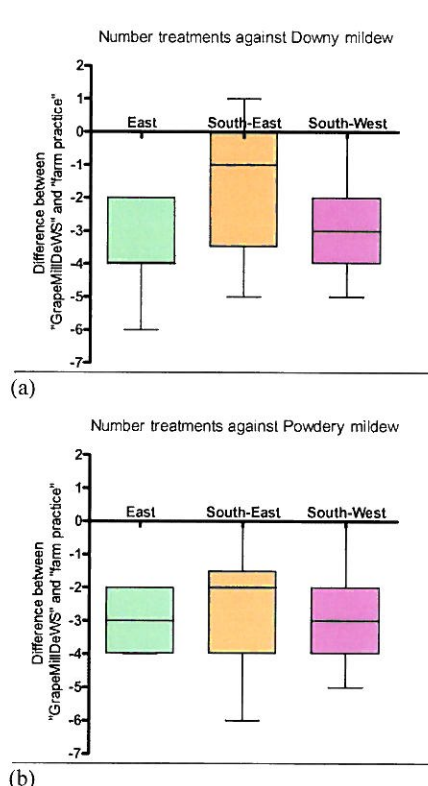 Number treatments against Downy mildew
Difference between
"GrapeMillDeWS" and "farm practice"
2
1
0
-1
-2
-3
-4
-5
-6
-7
East South-East South-West
(a)
Number treatments against Powdery mildew
Difference between
"GrapeMillDeWS" and "farm practice"
2
1
0
-1
-2
-3
-4
-5
-6
-7
East South-East South-West
(b)